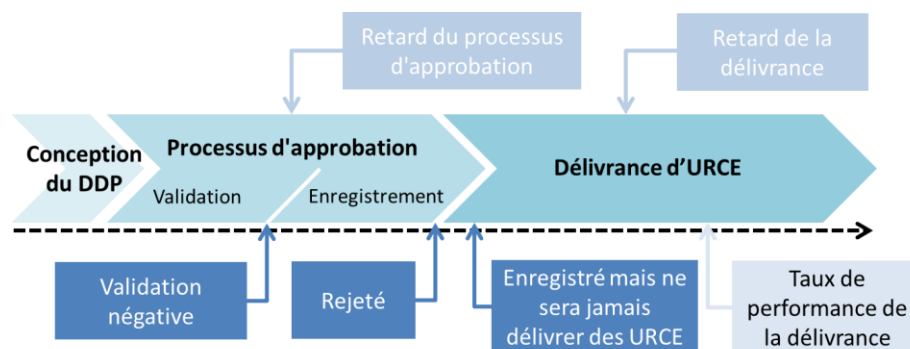 Retard du processus
d'approbation
Retard de la
délivrance
Conception
du DDP
Processus d'approbation
Validation
Enregistrement
Délivrance d'URCE
Validation
négative
Rejeté
Enregistré mais ne
sera jamais
délivrer des URCE
Taux de
performance de
la délivrance